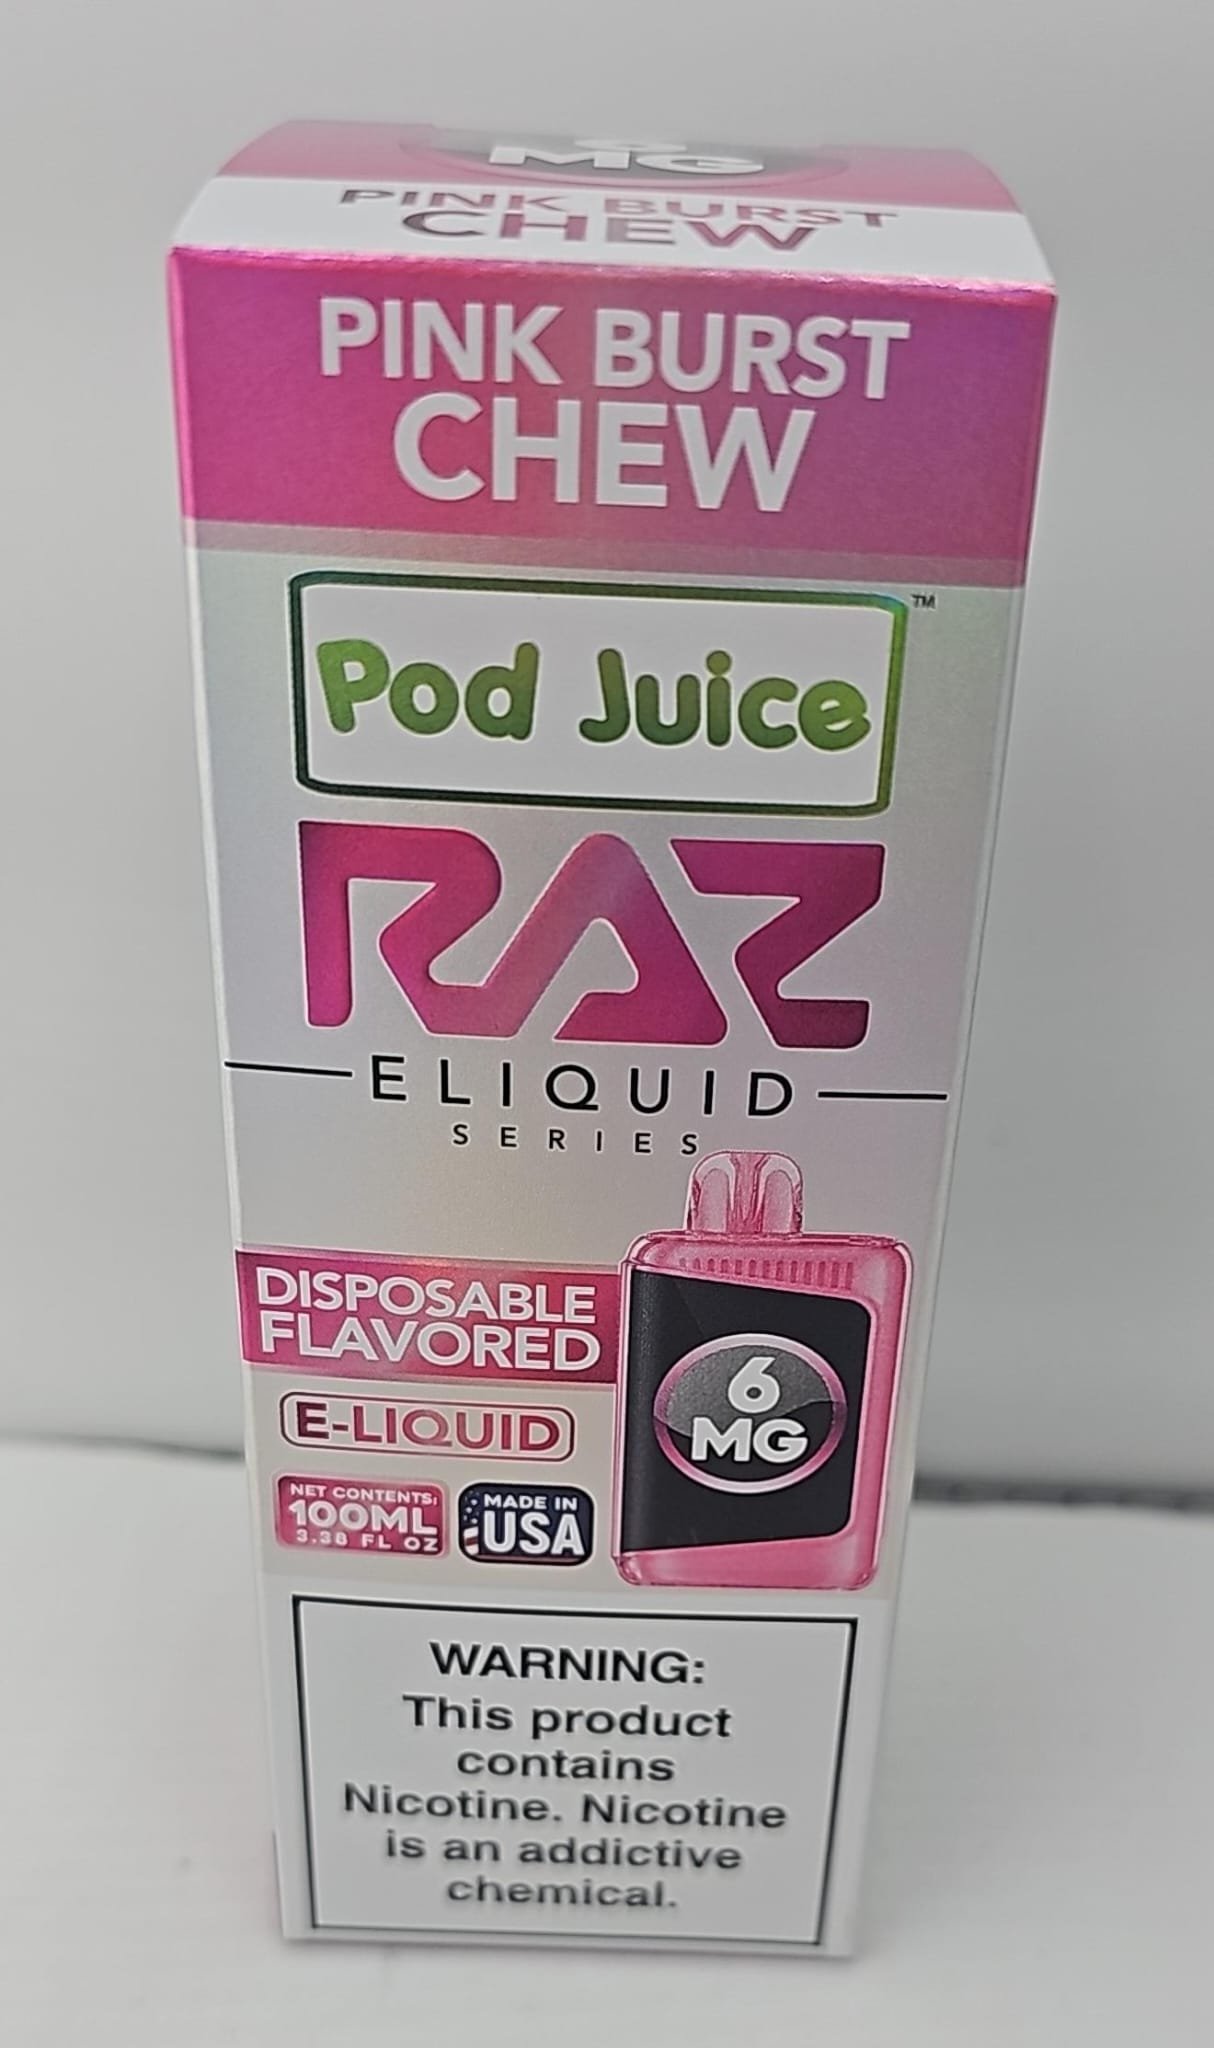 MG
PINK BURST
CHEW
PINK BURST
CHEW
Pod Juice
TM
RAZ
ELIQUID
SERIES
DISPOSABLE
FLAVORED
E-LIQUID
6
MG
NET CONTENTS:
100ML
3.38 FL OZ
MADE IN
USA
WARNING:
This product
contains
Nicotine. Nicotine
is an addictive
chemical.